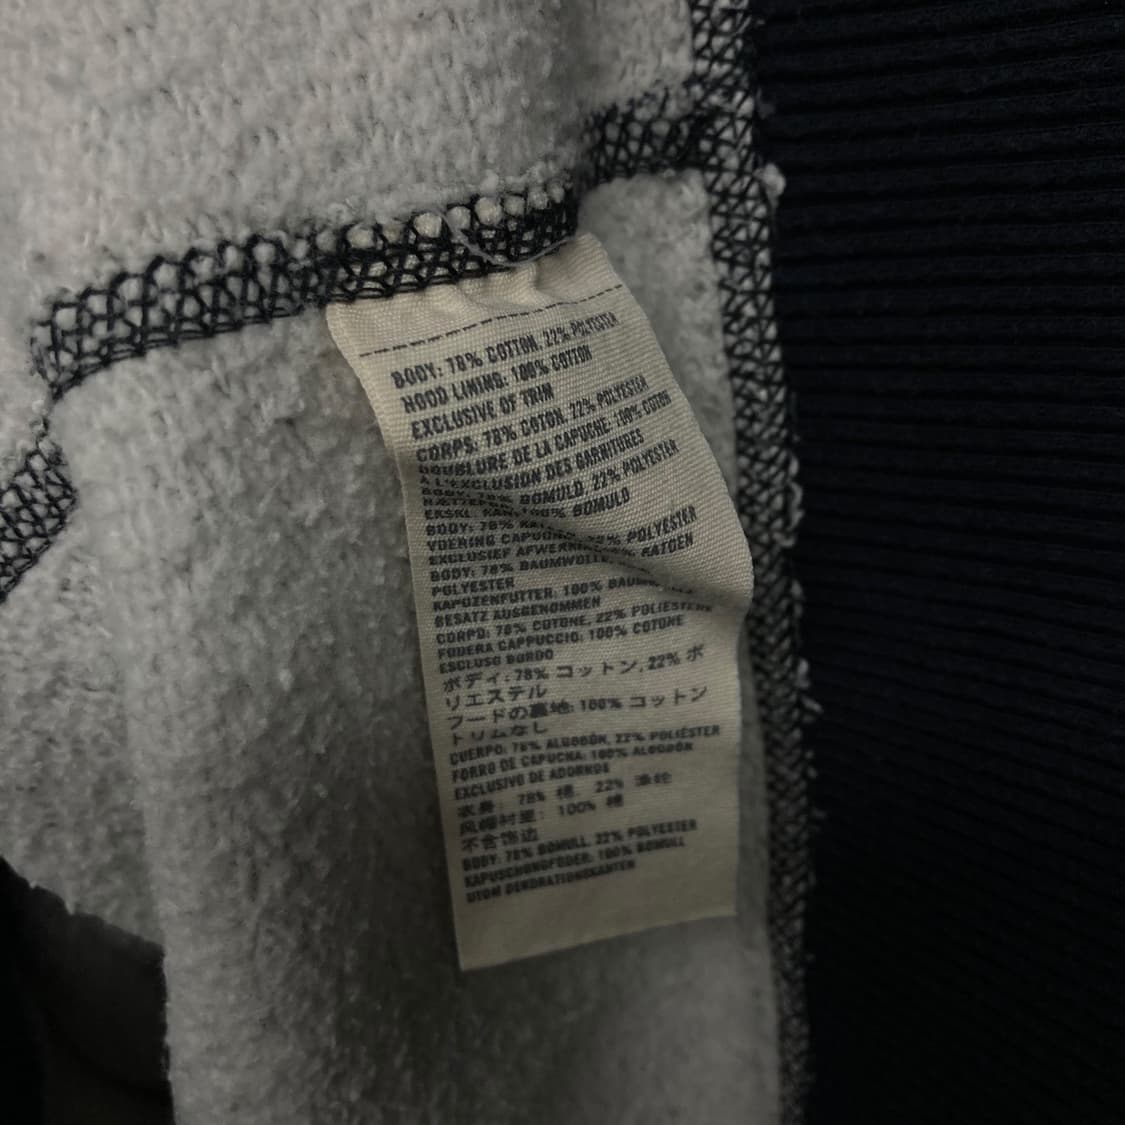 BODY: 78% COTTON, 22% POLYESTER
HOOD LINING: 100% COTTON
EXCLUSIVE OF TRIM
CORPS: 78% COTON, 22% POLYESTER
DOUBLURE DE LA CAPUCHE 100% COTON
A L'EXCLUSION DES GARNITURES
BODY: 78% BOMULD, 22% POLYESTER
100% BOMULD
EKSKL.
BODY: 78% POLYESTER
VOERING
EXCLUSIEF KATOEN
BODY: 78% BAUMWOLLE
POLYESTER
KAPUZENFUTTER: 100%
BESATZ AUSGENOMMEN
CORPO: 78% COTONE, 22% POLIESTERE
FODERA CAPPUCCIO: 100% COTONE
ESCLUSO BORDO
ボディ: 78% コットン, 22% ポ
リエステル
フードの裏地: 100% コットン
トリムなし
CUERPO: 78% ALGODÓN, 22% POLIÉSTER
FORRO DE CAPUCHA: 100% ALGODÓN
EXCLUSIVO DE ADORNOS
衣身: 78% 棉, 22% 涤纶
风帽衬里: 100% 棉
不含饰边
BODY: 78% BOMULL, 22% POLYESTER
KAPUSCHONGFODER: 100% BOMULL
UTOM DEKORATIONSKANTEN